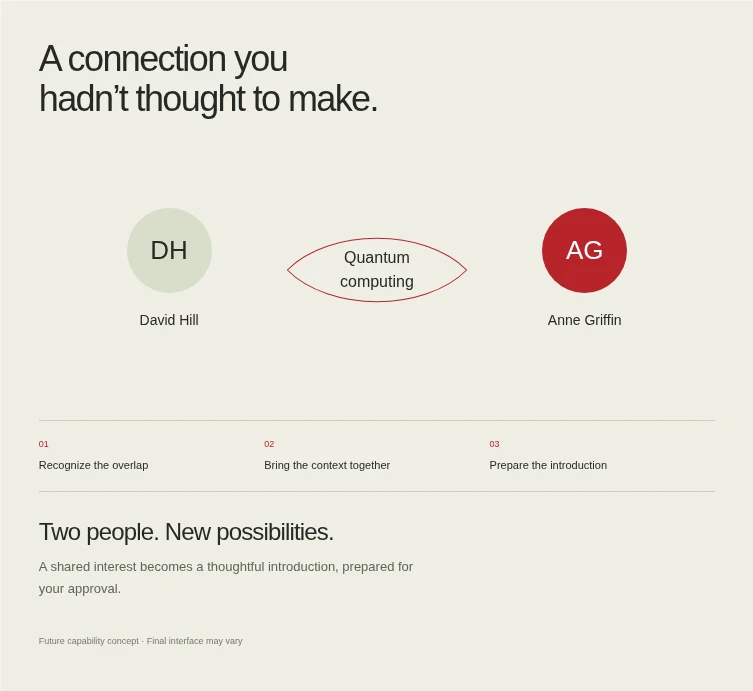 A connection you
hadn’t thought to make.
DH
Quantum
computing
AG
David Hill
Anne Griffin
01
02
03
Recognize the overlap
Bring the context together
Prepare the introduction
Two people. New possibilities.
A shared interest becomes a thoughtful introduction, prepared for
your approval.
Future capability concept · Final interface may vary